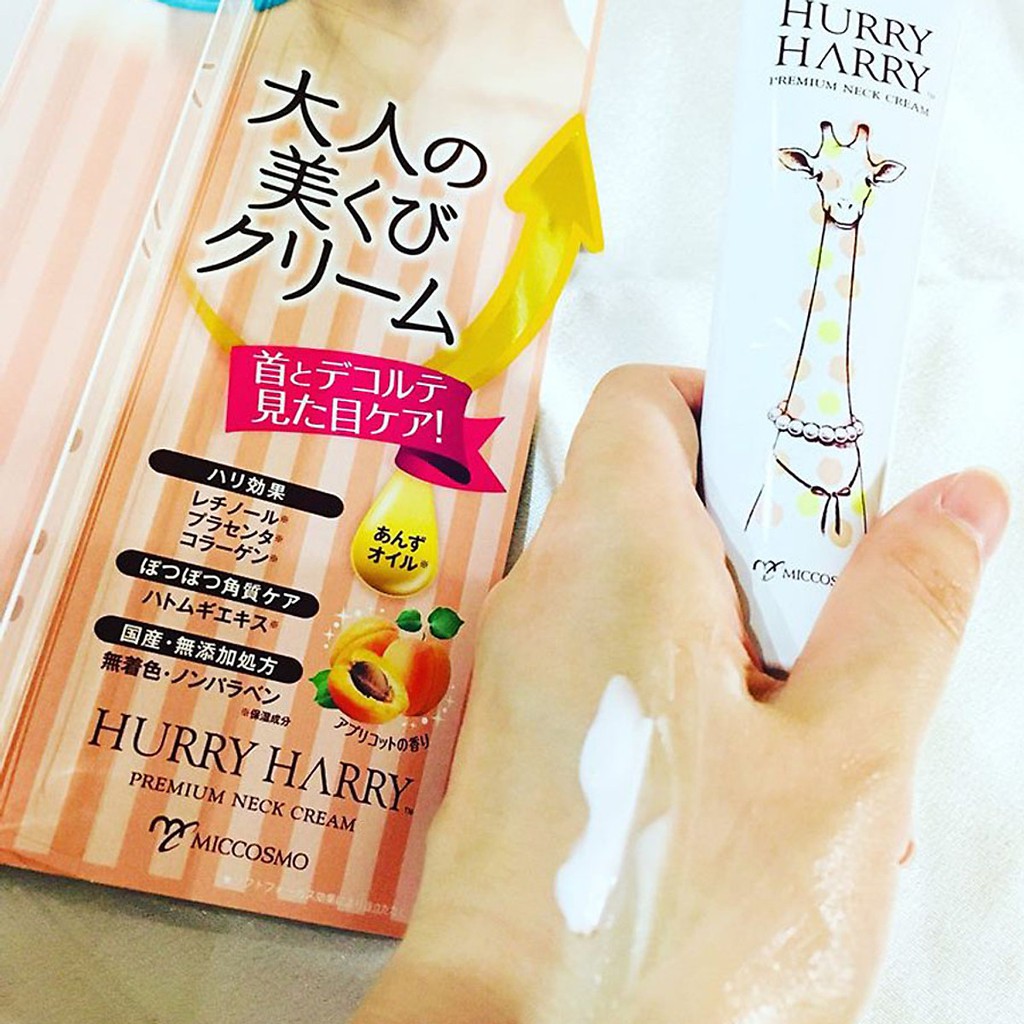 大人の
美くび
クリーム
首とデコルテ
見た目ケア!
ハリ効果
レチノール※
プラセンタ※
コラーゲン※
ぽつぽつ角質ケア
ハトムギエキス※
国産・無添加処方
無着色・ノンパラベン
※保湿成分
あんず
オイル※
アプリコットの香り
HURRY HARRY™
PREMIUM NECK CREAM
MICCOSMO
HURRY
HARRY™
PREMIUM NECK CREAM
MICCOS